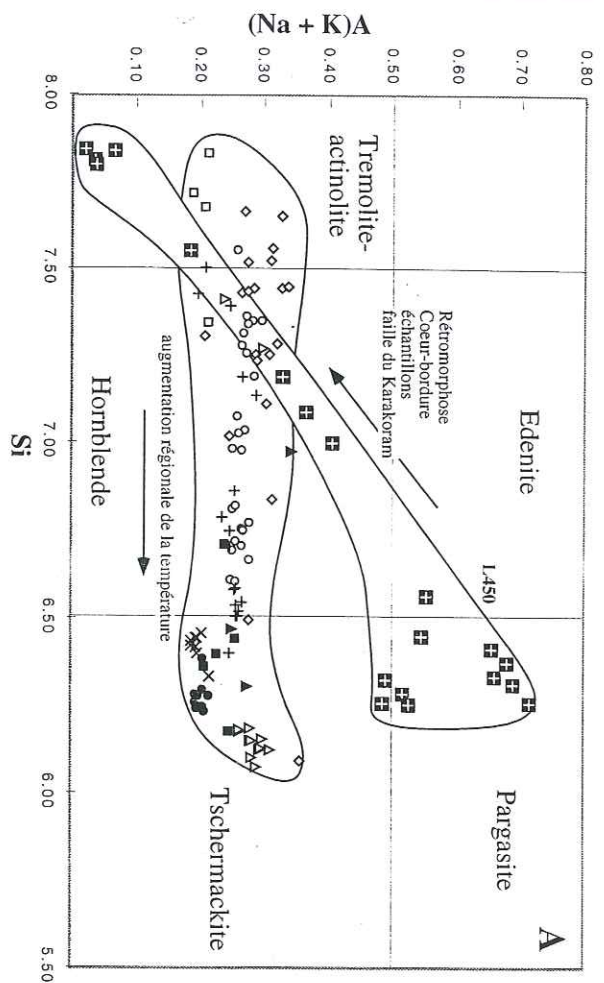 (Na + K)A
0.80
0.70
0.60
0.50
0.40
0.30
0.20
0.10
8.00
7.50
7.00
6.50
6.00
5.50
Si
A
Edenite
Pargasite
Tremolite-
actinolite
Hornblende
Tschermackite
Rétromorphose
Coeur-bordure
échantillons
faille du Karakoram
L450
augmentation régionale de la température